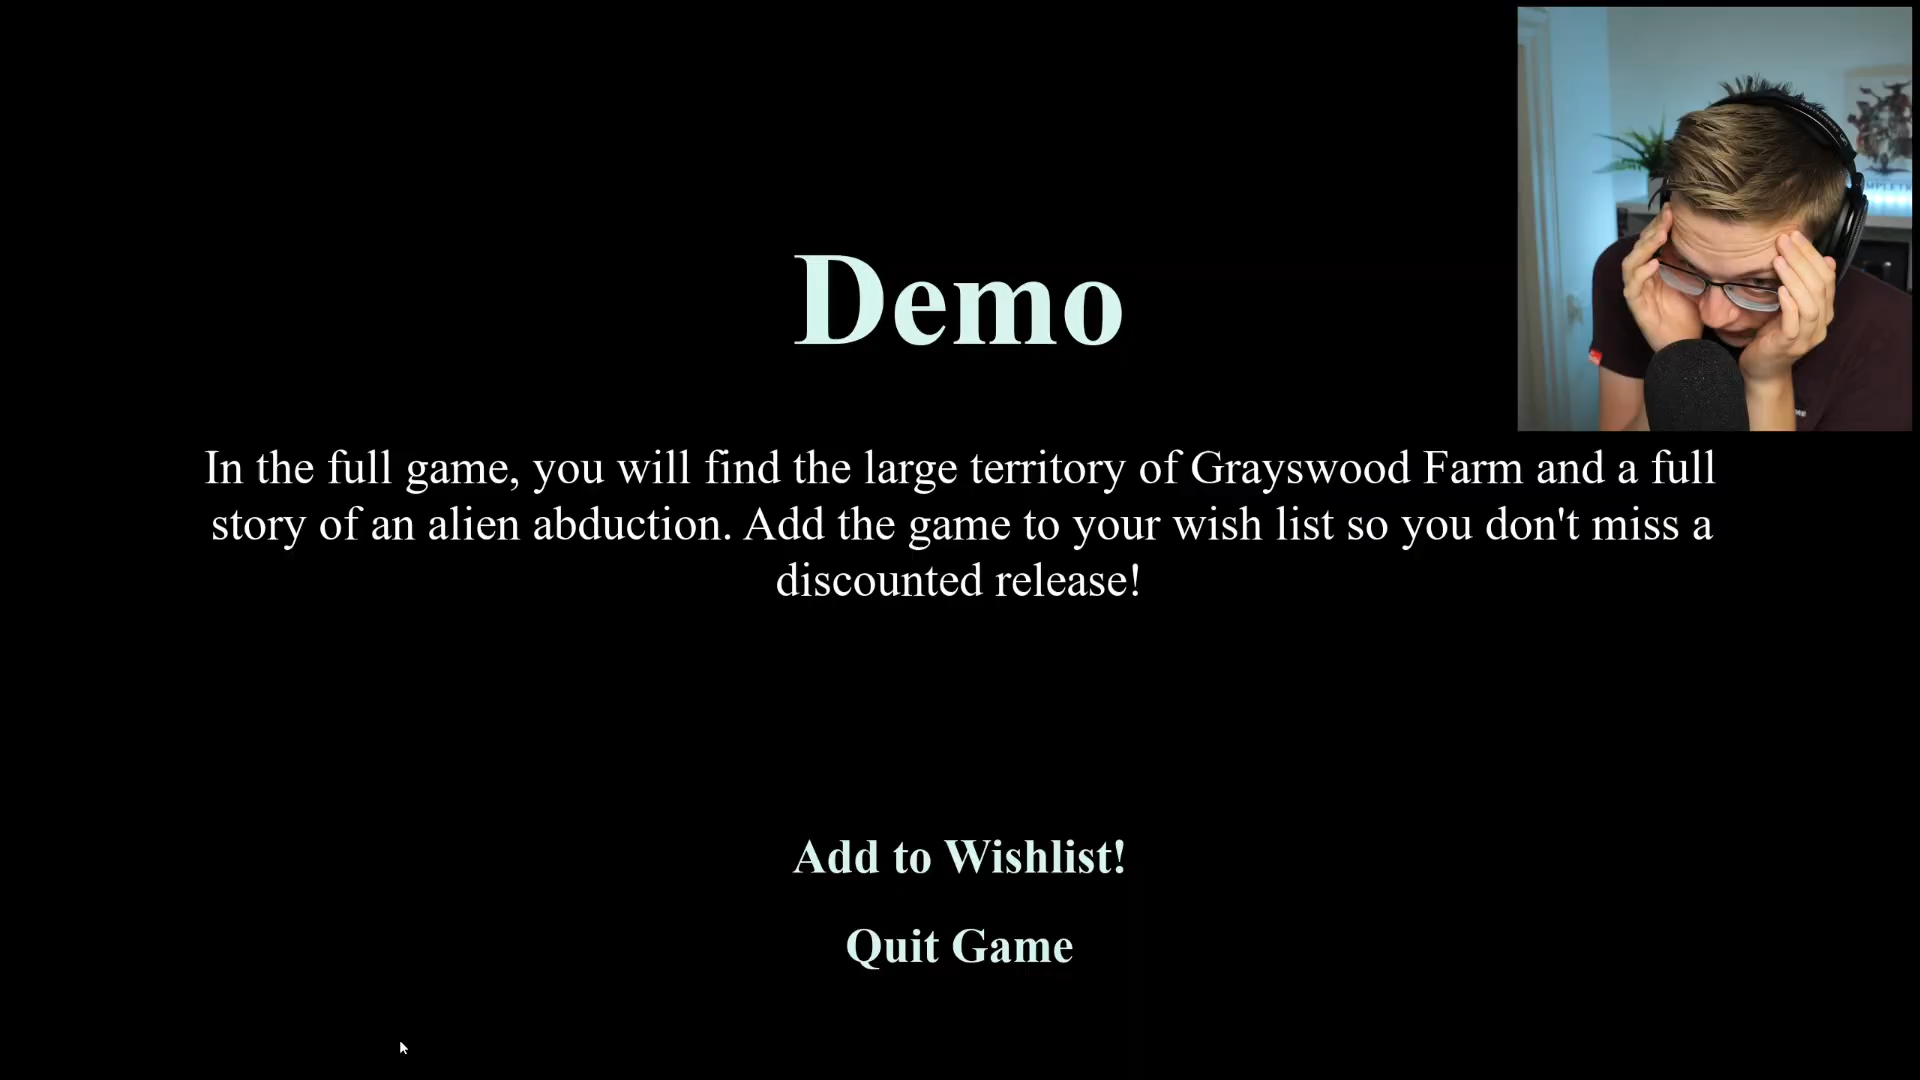 Demo
In the full game, you will find the large territory of Grayswood Farm and a full
story of an alien abduction. Add the game to your wish list so you don't miss a
discounted release!
Add to Wishlist!
Quit Game